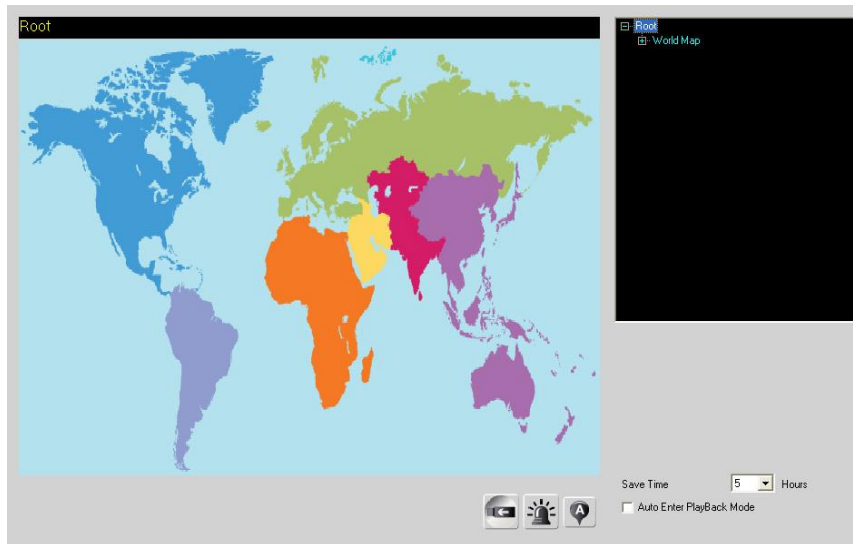 Root
Root
World Map
Save Time 5 Hours
Auto Enter PlayBack Mode
A